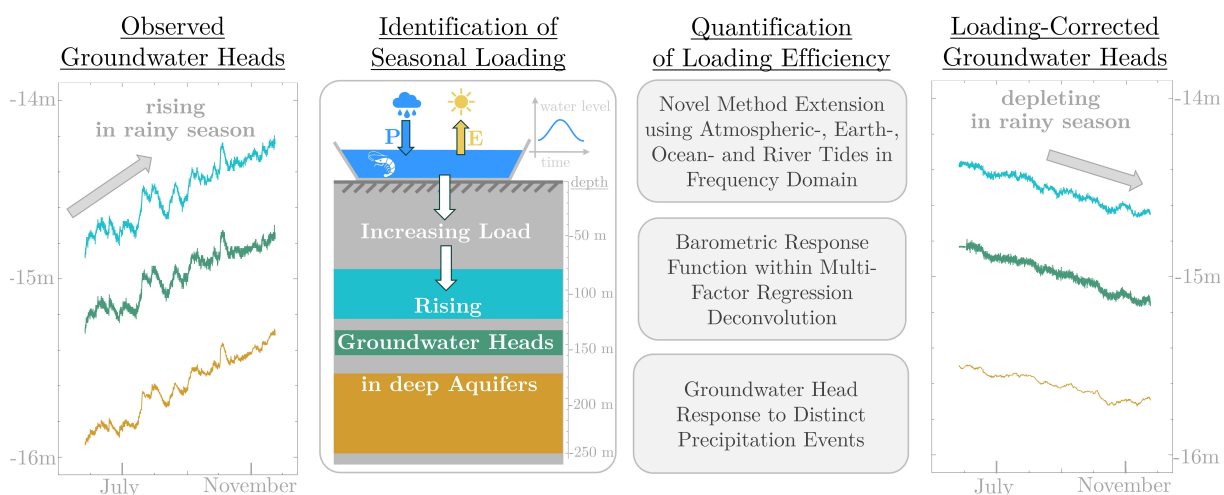 Observed
Groundwater Heads
-14m
-15m
-16m
rising
in rainy season
July
November
Identification of
Seasonal Loading
P
E
water level
time
depth
Increasing Load
-50 m
Rising
-100 m
Groundwater Heads
-150 m
in deep Aquifers
-200 m
-250 m
Quantification
of Loading Efficiency
Novel Method Extension
using Atmospheric-, Earth-,
Ocean- and River Tides in
Frequency Domain
Barometric Response
Function within Multi-
Factor Regression
Deconvolution
Groundwater Head
Response to Distinct
Precipitation Events
Loading-Corrected
Groundwater Heads
depleting
in rainy season
-14m
-15m
-16m
July
November